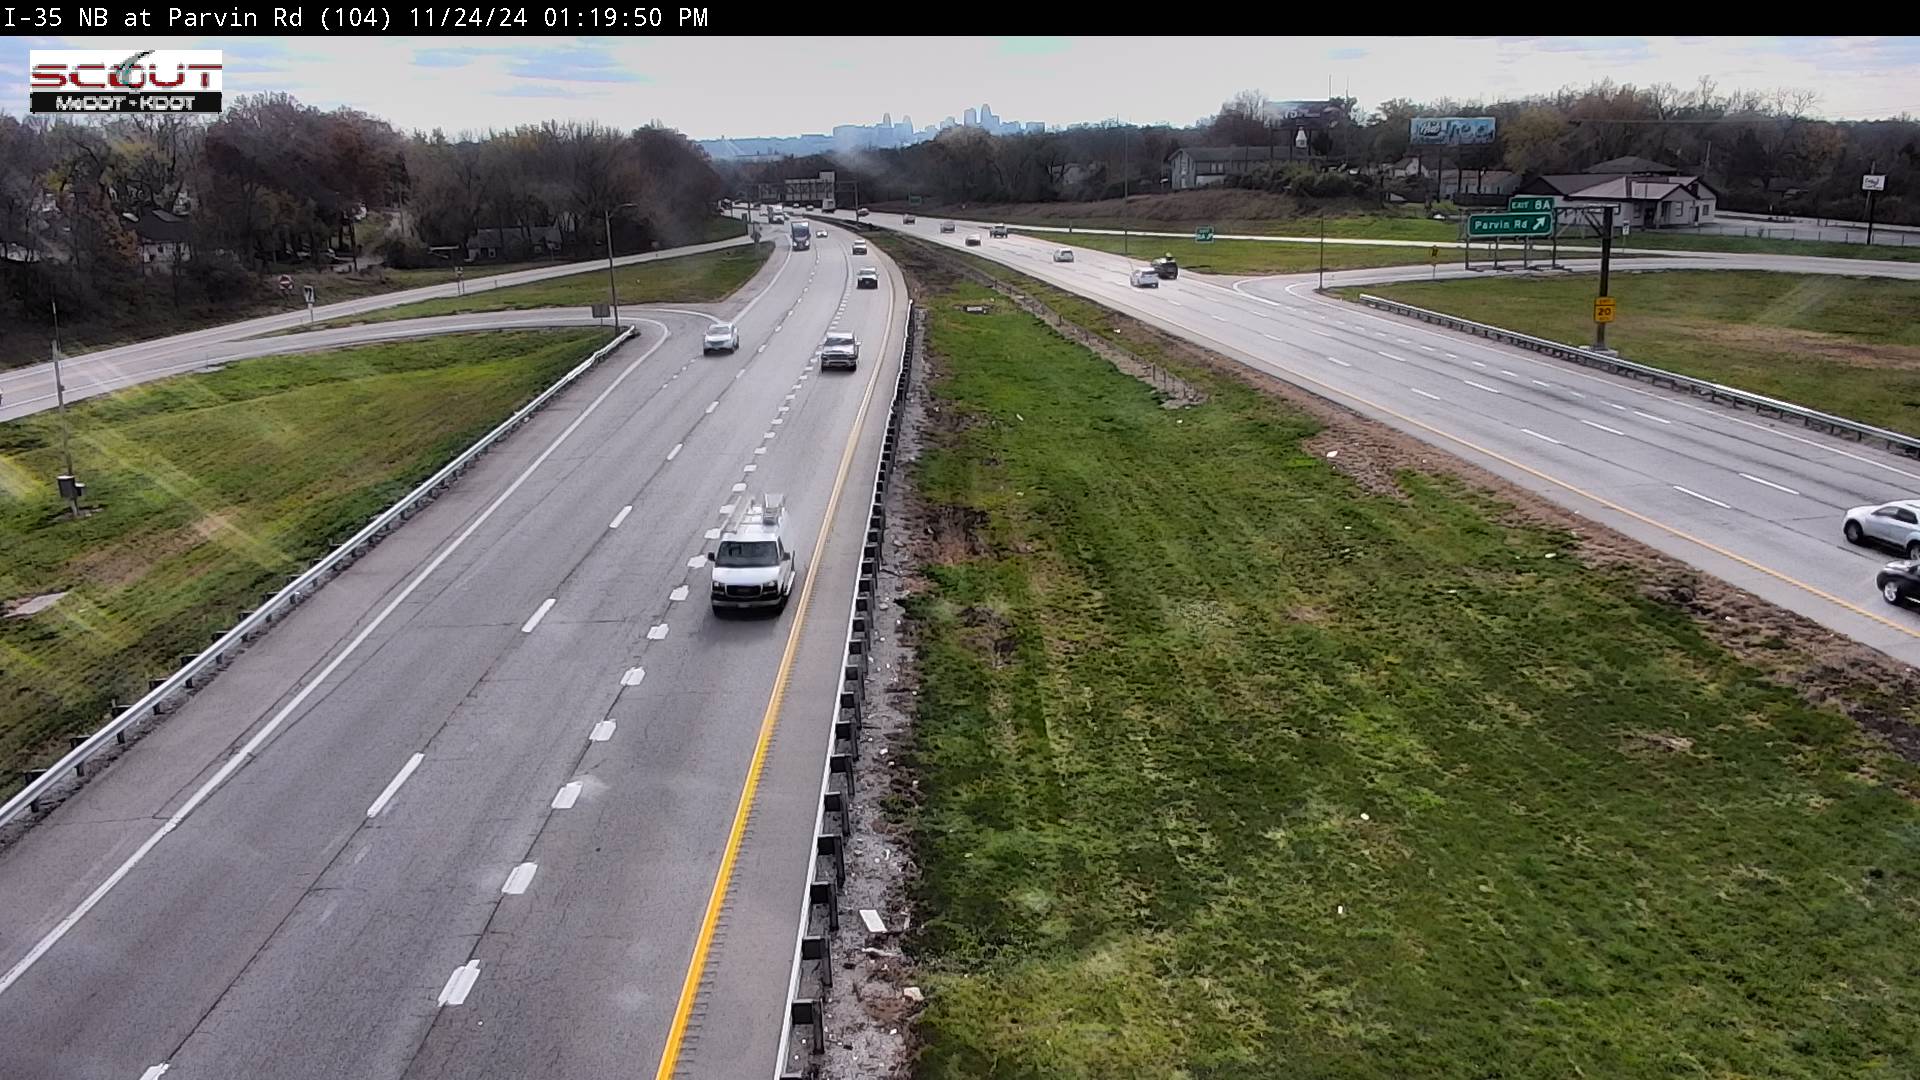 I-35 NB at Parvin Rd (104) 11/24/24 01:19:50 PM
SCOUT
MoDOT - KDOT
EXIT 8A
Parvin Rd
EXIT
20